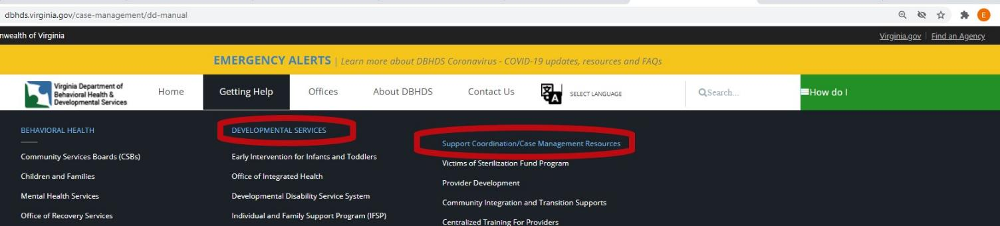 dbhds.virginia.gov/case-management/dd-manual
E
nwealth of Virginia
Virginia.gov | Find an Agency
EMERGENCY ALERTS | Learn more about DBHDS Coronavirus - COVID-19 updates, resources and FAQs
Virginia Department of
Behavioral Health &
Developmental Services
Home
Getting Help
Offices
About DBHDS
Contact Us
SELECT LANGUAGE
Search...
How do I
BEHAVIORAL HEALTH
Community Services Boards (CSBs)
Children and Families
Mental Health Services
Office of Recovery Services
DEVELOPMENTAL SERVICES
Early Intervention for Infants and Toddlers
Office of Integrated Health
Developmental Disability Service System
Individual and Family Support Program (IFSP)
Support Coordination/Case Management Resources
Victims of Sterilization Fund Program
Provider Development
Community Integration and Transition Supports
Centralized Training For Providers